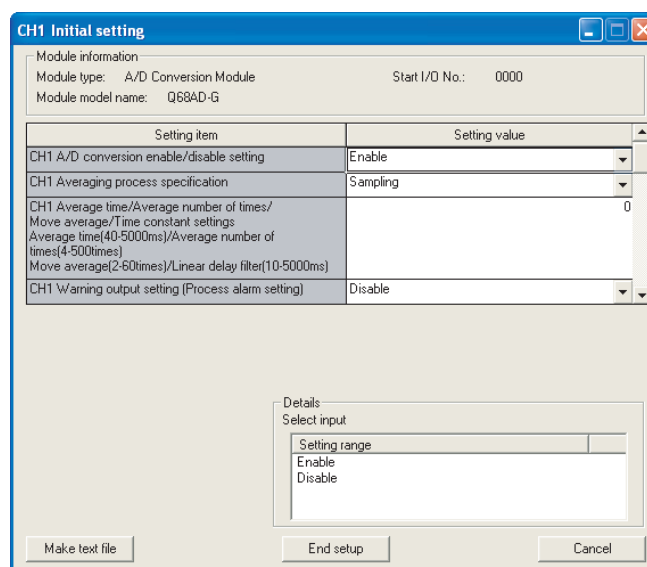 CH1 Initial setting
Module information
Module type: A/D Conversion Module Start I/O No.: 0000
Module model name: Q68AD-G
Setting item Setting value
CH1 A/D conversion enable/disable setting Enable
CH1 Averaging process specification Sampling
CH1 Average time/Average number of times/ 0
Move average/Time constant settings
Average time(40-5000ms)/Average number of
times(4-500times)
Move average(2-60times)/Linear delay filter(10-5000ms)
CH1 Warning output setting (Process alarm setting) Disable
Details
Select input
Setting range
Enable
Disable
Make text file End setup Cancel